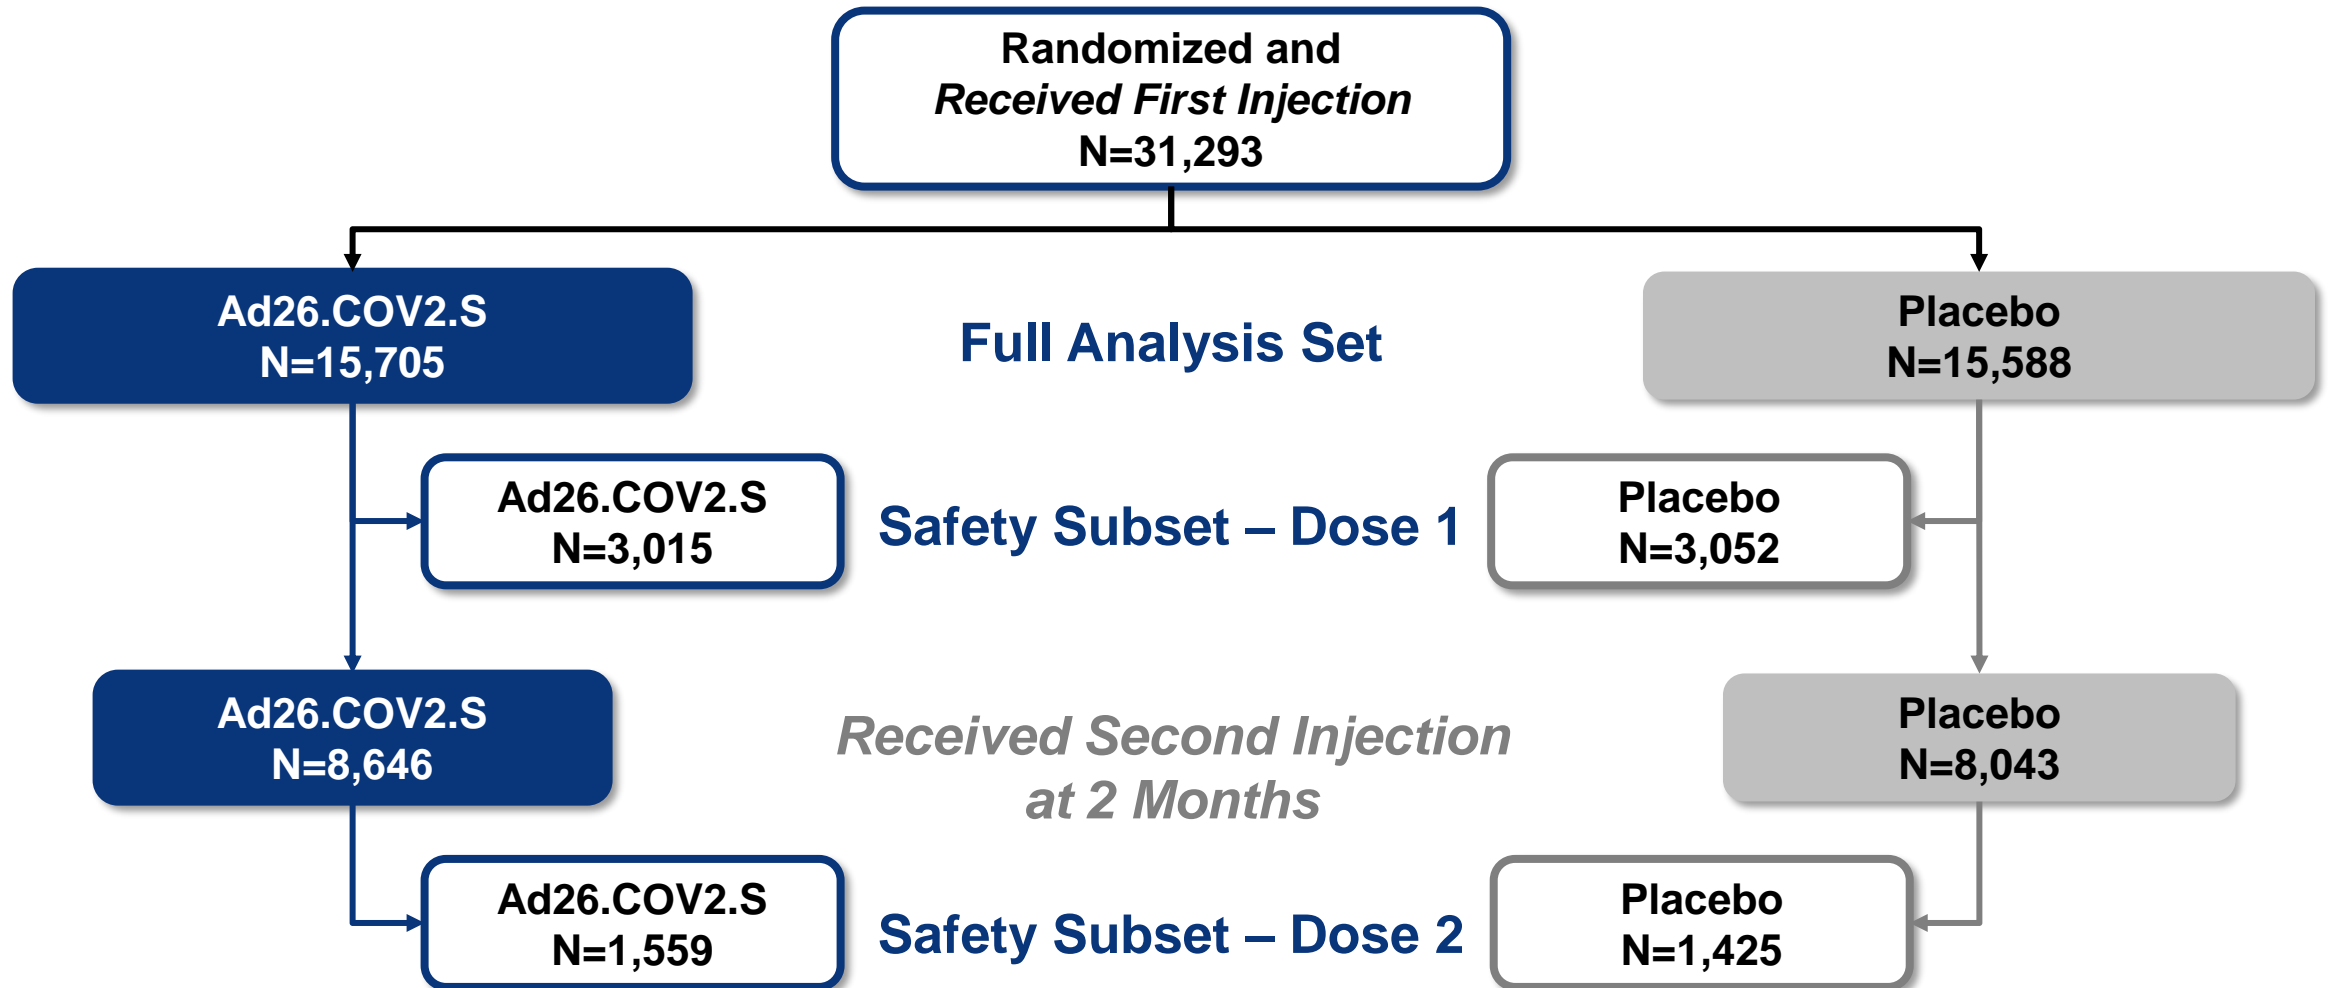 Randomized and
Received First Injection
N=31,293
Ad26.COV2.S
N=15,705
Full Analysis Set
Placebo
N=15,588
Ad26.COV2.S
N=3,015
Safety Subset – Dose 1
Placebo
N=3,052
Ad26.COV2.S
N=8,646
Received Second Injection
at 2 Months
Placebo
N=8,043
Ad26.COV2.S
N=1,559
Safety Subset – Dose 2
Placebo
N=1,425